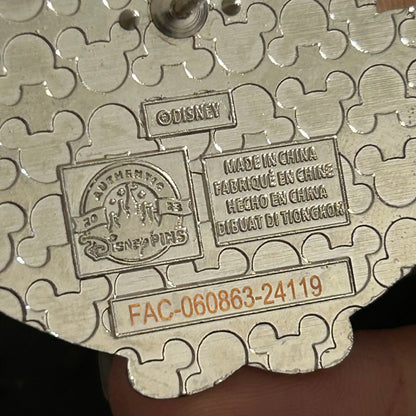 ©DISNEY
AUTHENTIC
20 23
DISNEY PINS
MADE IN CHINA
FABRIQUÉ EN CHINE
HECHO EN CHINA
DIBUAT DI TIONGKOK
FAC-060863-24119